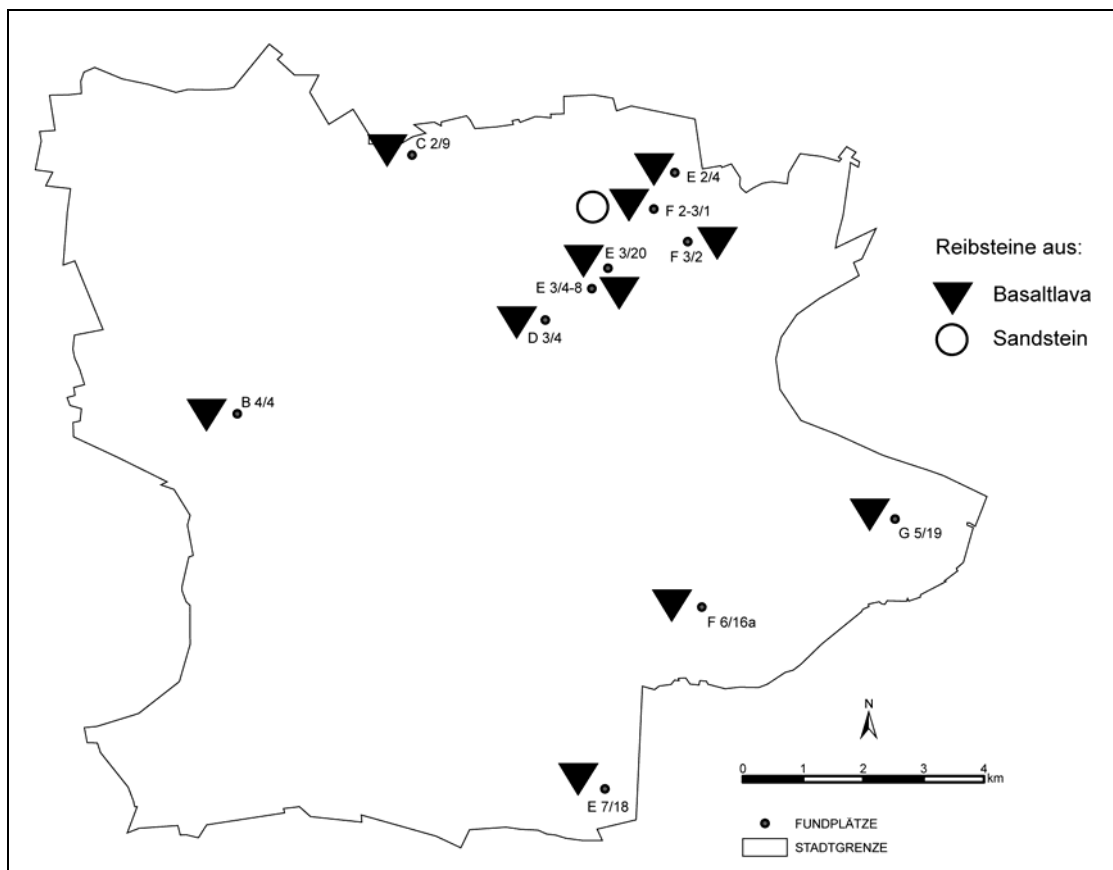 C 2/9
E 2/4
F 2-3/1
F 3/2
E 3/20
E 3/4-8
D 3/4
B 4/4
G 5/19
F 6/16a
E 7/18
Reibsteine aus:
Basaltlava
Sandstein
N
0 1 2 3 4
km
FUNDPLÄTZE
STADTGRENZE